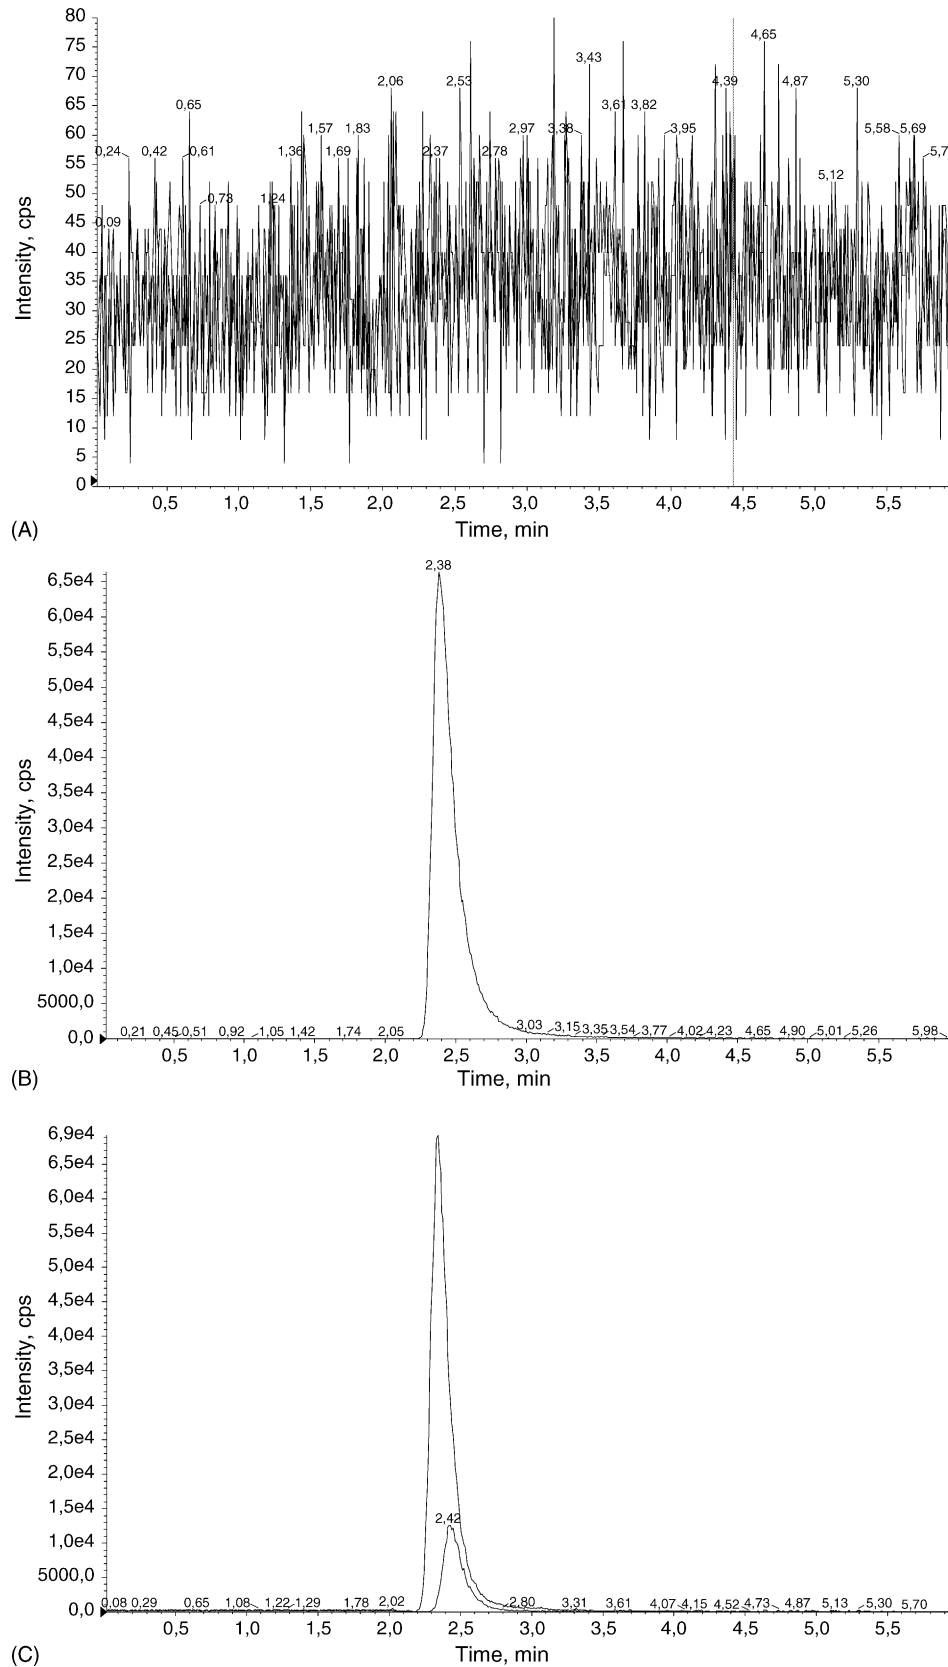 80
75
4,65
70
3,43
65
2,06
2,53
4,39
4,87
5,30
0,65
3,61
3,82
60
1,57
1,83
2,97
3,38
3,95
5,58
5,69
55
0,24
0,42
0,61
1,36
1,69
2,37
2,78
5,7
50
5,12
45
0,73
1,24
40
0,09
35
30
25
20
15
10
5
0
Intensity, cps
0,5 1,0 1,5 2,0 2,5 3,0 3,5 4,0 4,5 5,0 5,5
Time, min
(A)
2,38
6,5e4
6,0e4
5,5e4
5,0e4
4,5e4
4,0e4
3,5e4
3,0e4
2,5e4
2,0e4
1,5e4
1,0e4
5000,0
0,0
Intensity, cps
0,21 0,45 0,51 0,92 1,05 1,42 1,74 2,05 3,03 3,15 3,35 3,54 3,77 4,02 4,23 4,65 4,90 5,01 5,26 5,98
0,5 1,0 1,5 2,0 2,5 3,0 3,5 4,0 4,5 5,0 5,5
Time, min
(B)
6,9e4
6,5e4
6,0e4
5,5e4
5,0e4
4,5e4
4,0e4
3,5e4
3,0e4
2,5e4
2,0e4
1,5e4
2,42
1,0e4
5000,0
0,0
Intensity, cps
0,08 0,29 0,65 1,08 1,22 1,29 1,78 2,02 2,80 3,31 3,61 4,07 4,15 4,52 4,73 4,87 5,13 5,30 5,70
0,5 1,0 1,5 2,0 2,5 3,0 3,5 4,0 4,5 5,0 5,5
Time, min
(C)